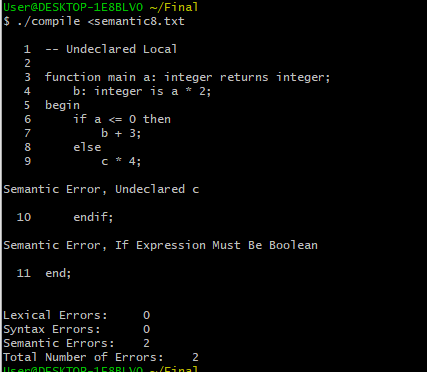 User@DESKTOP-1E8BLVO ~/Final
$ ./compile <semantic8.txt
1 -- Undeclared Local
2
3 function main a: integer returns integer;
4 b: integer is a * 2;
5 begin
6 if a <= 0 then
7 b + 3;
8 else
9 c * 4;
Semantic Error, Undeclared c
10 endif;
Semantic Error, If Expression Must Be Boolean
11 end;
Lexical Errors: 0
Syntax Errors: 0
Semantic Errors: 2
Total Number of Errors: 2
User@DESKTOP-1E8BLVO ~/Final